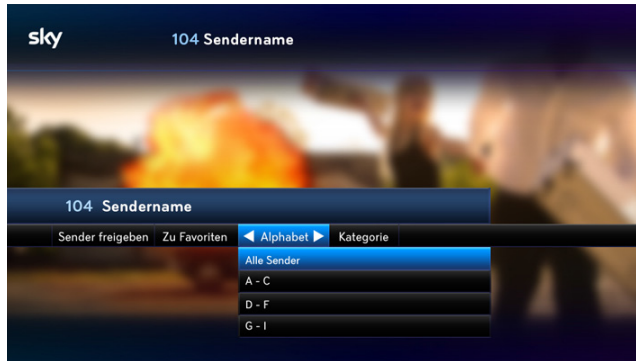 sky
104 Sendername
104 Sendername
Sender freigeben Zu Favoriten Alphabet Kategorie
Alle Sender
A - C
D - F
G - I